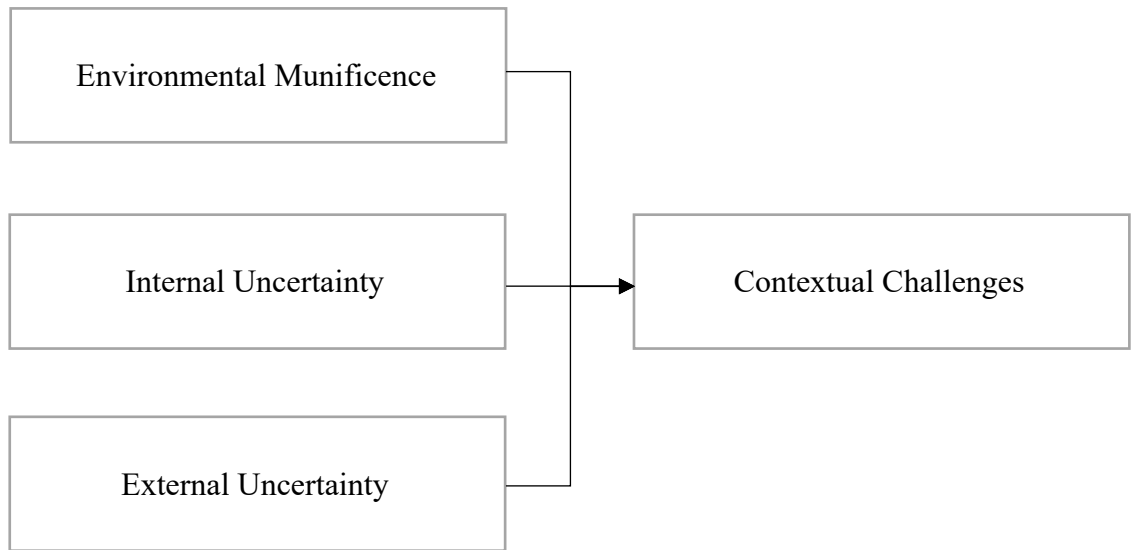 Environmental Munificence
Internal Uncertainty
Contextual Challenges
External Uncertainty